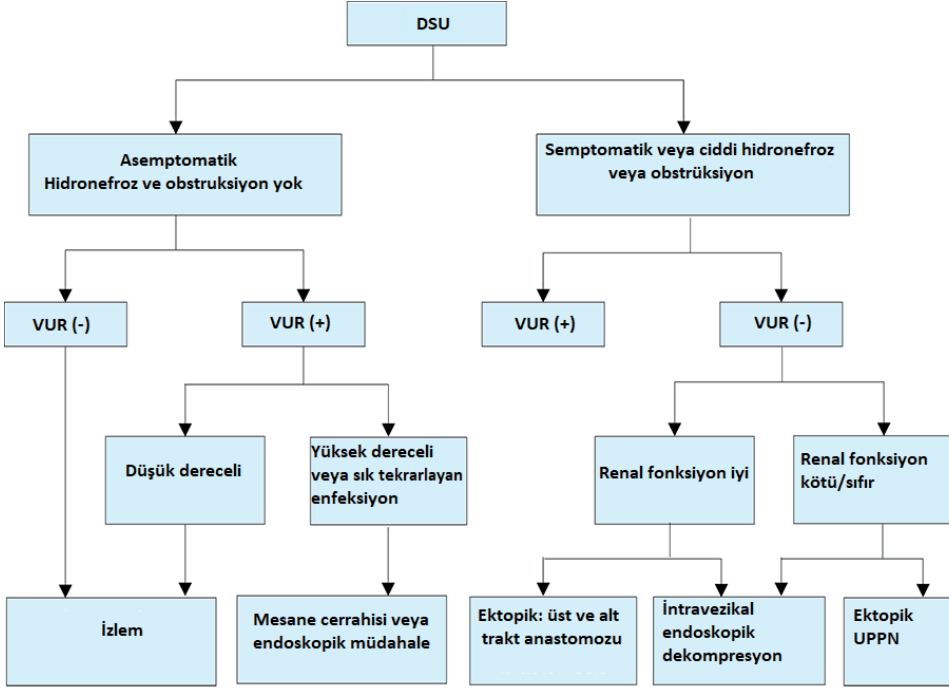 DSU
Asemptomatik
Hidronefroz ve obstruksiyon yok
Semptomatik veya ciddi hidronefroz
veya obstrüksiyon
VUR (-)
VUR (+)
VUR (+)
VUR (-)
Düşük dereceli
Yüksek dereceli
veya sık tekrarlayan
enfeksiyon
Renal fonksiyon iyi
Renal fonksiyon
kötü/sıfır
İzlem
Mesane cerrahisi veya
endoskopik müdahale
Ektopik: üst ve alt
trakt anastomozu
İntravezikal
endoskopik
dekompresyon
Ektopik
UPPN